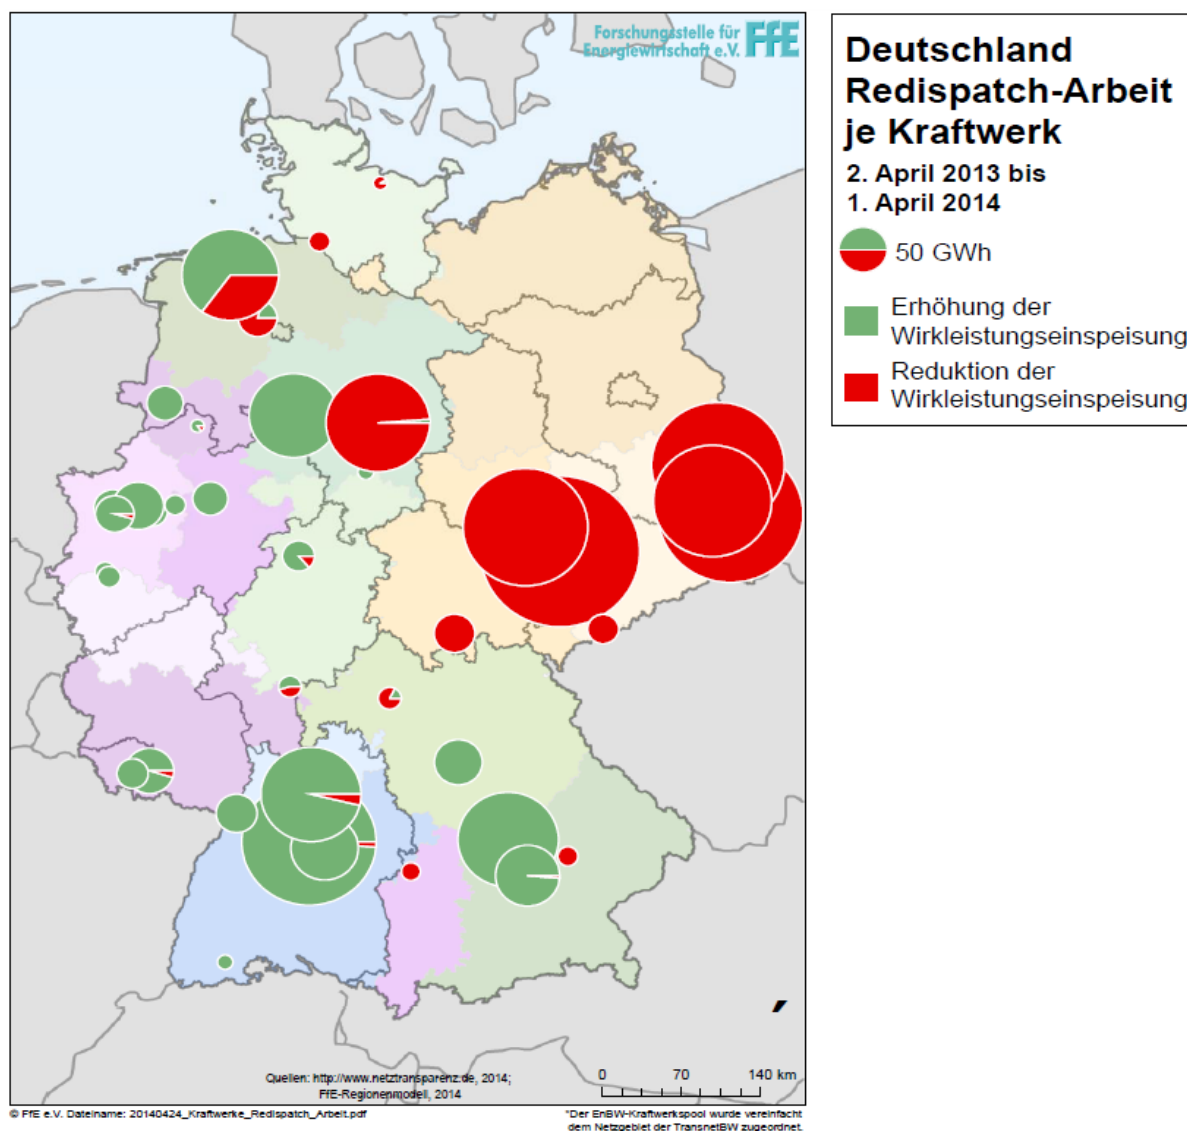 Forschungsstelle für
Energiewirtschaft e.V.
FfE
Deutschland
Redispatch-Arbeit
je Kraftwerk
2. April 2013 bis
1. April 2014
50 GWh
Erhöhung der
Wirkleistungseinspeisung
Reduktion der
Wirkleistungseinspeisung
Quellen: http://www.netztransparenz.de, 2014;
FfE-Regionenmodell, 2014
0 70 140 km
© FfE e.V. Dateiname: 20140424_Kraftwerke_Redispatch_Arbeit.pdf
*Der EnBW-Kraftwerkspool wurde vereinfacht
dem Netzgebiet der TransnetBW zugeordnet.